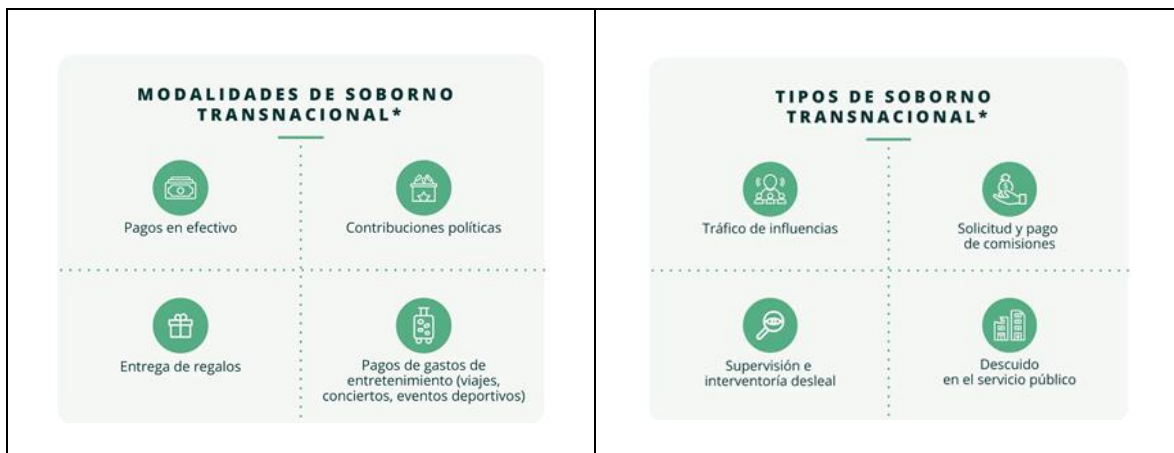 MODALIDADES DE SOBORNO
TRANSNACIONAL*
Pagos en efectivo
Contribuciones políticas
Entrega de regalos
Pagos de gastos de
entretenimiento (viajes,
conciertos, eventos deportivos)
TIPOS DE SOBORNO
TRANSNACIONAL*
Tráfico de influencias
Solicitud y pago
de comisiones
Supervisión e
interventoría desleal
Descuido
en el servicio público